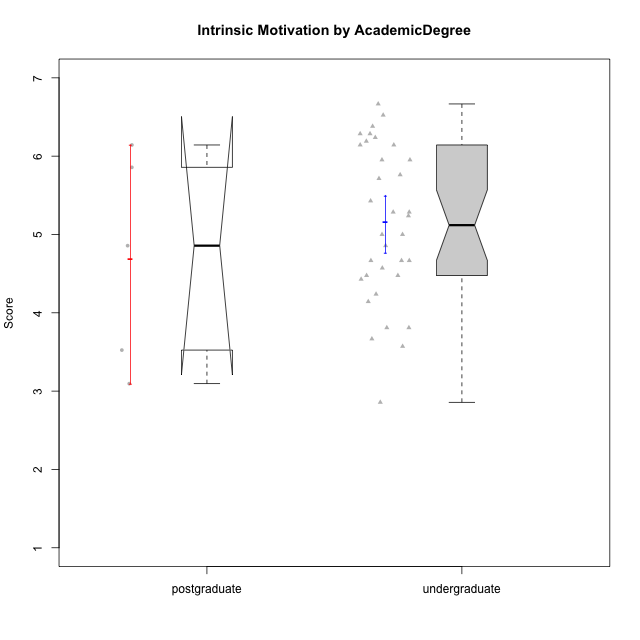 Intrinsic Motivation by AcademicDegree
Score
7
6
5
4
3
2
1
postgraduate
undergraduate